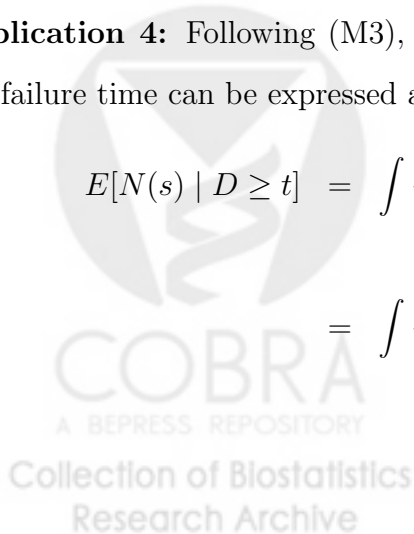 plication 4: Following (M3),
failure time can be expressed a
E[N(s) | D ≥ t] = ∫
= ∫
COBRA
A BEPRESS REPOSITORY
Collection of Biostatistics
Research Archive